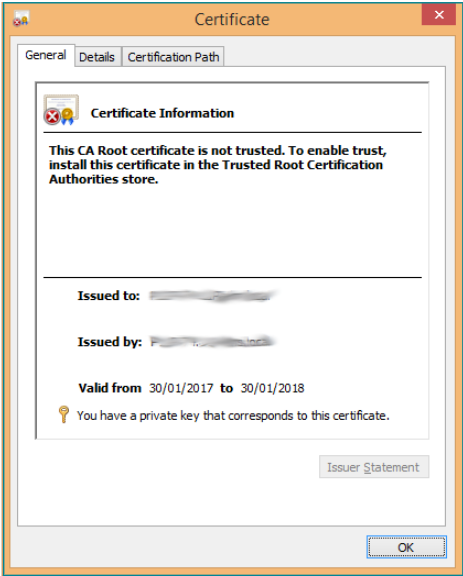 Certificate
General Details Certification Path
Certificate Information
This CA Root certificate is not trusted. To enable trust,
install this certificate in the Trusted Root Certification
Authorities store.
Issued to:
Issued by:
Valid from 30/01/2017 to 30/01/2018
You have a private key that corresponds to this certificate.
Issuer Statement
OK